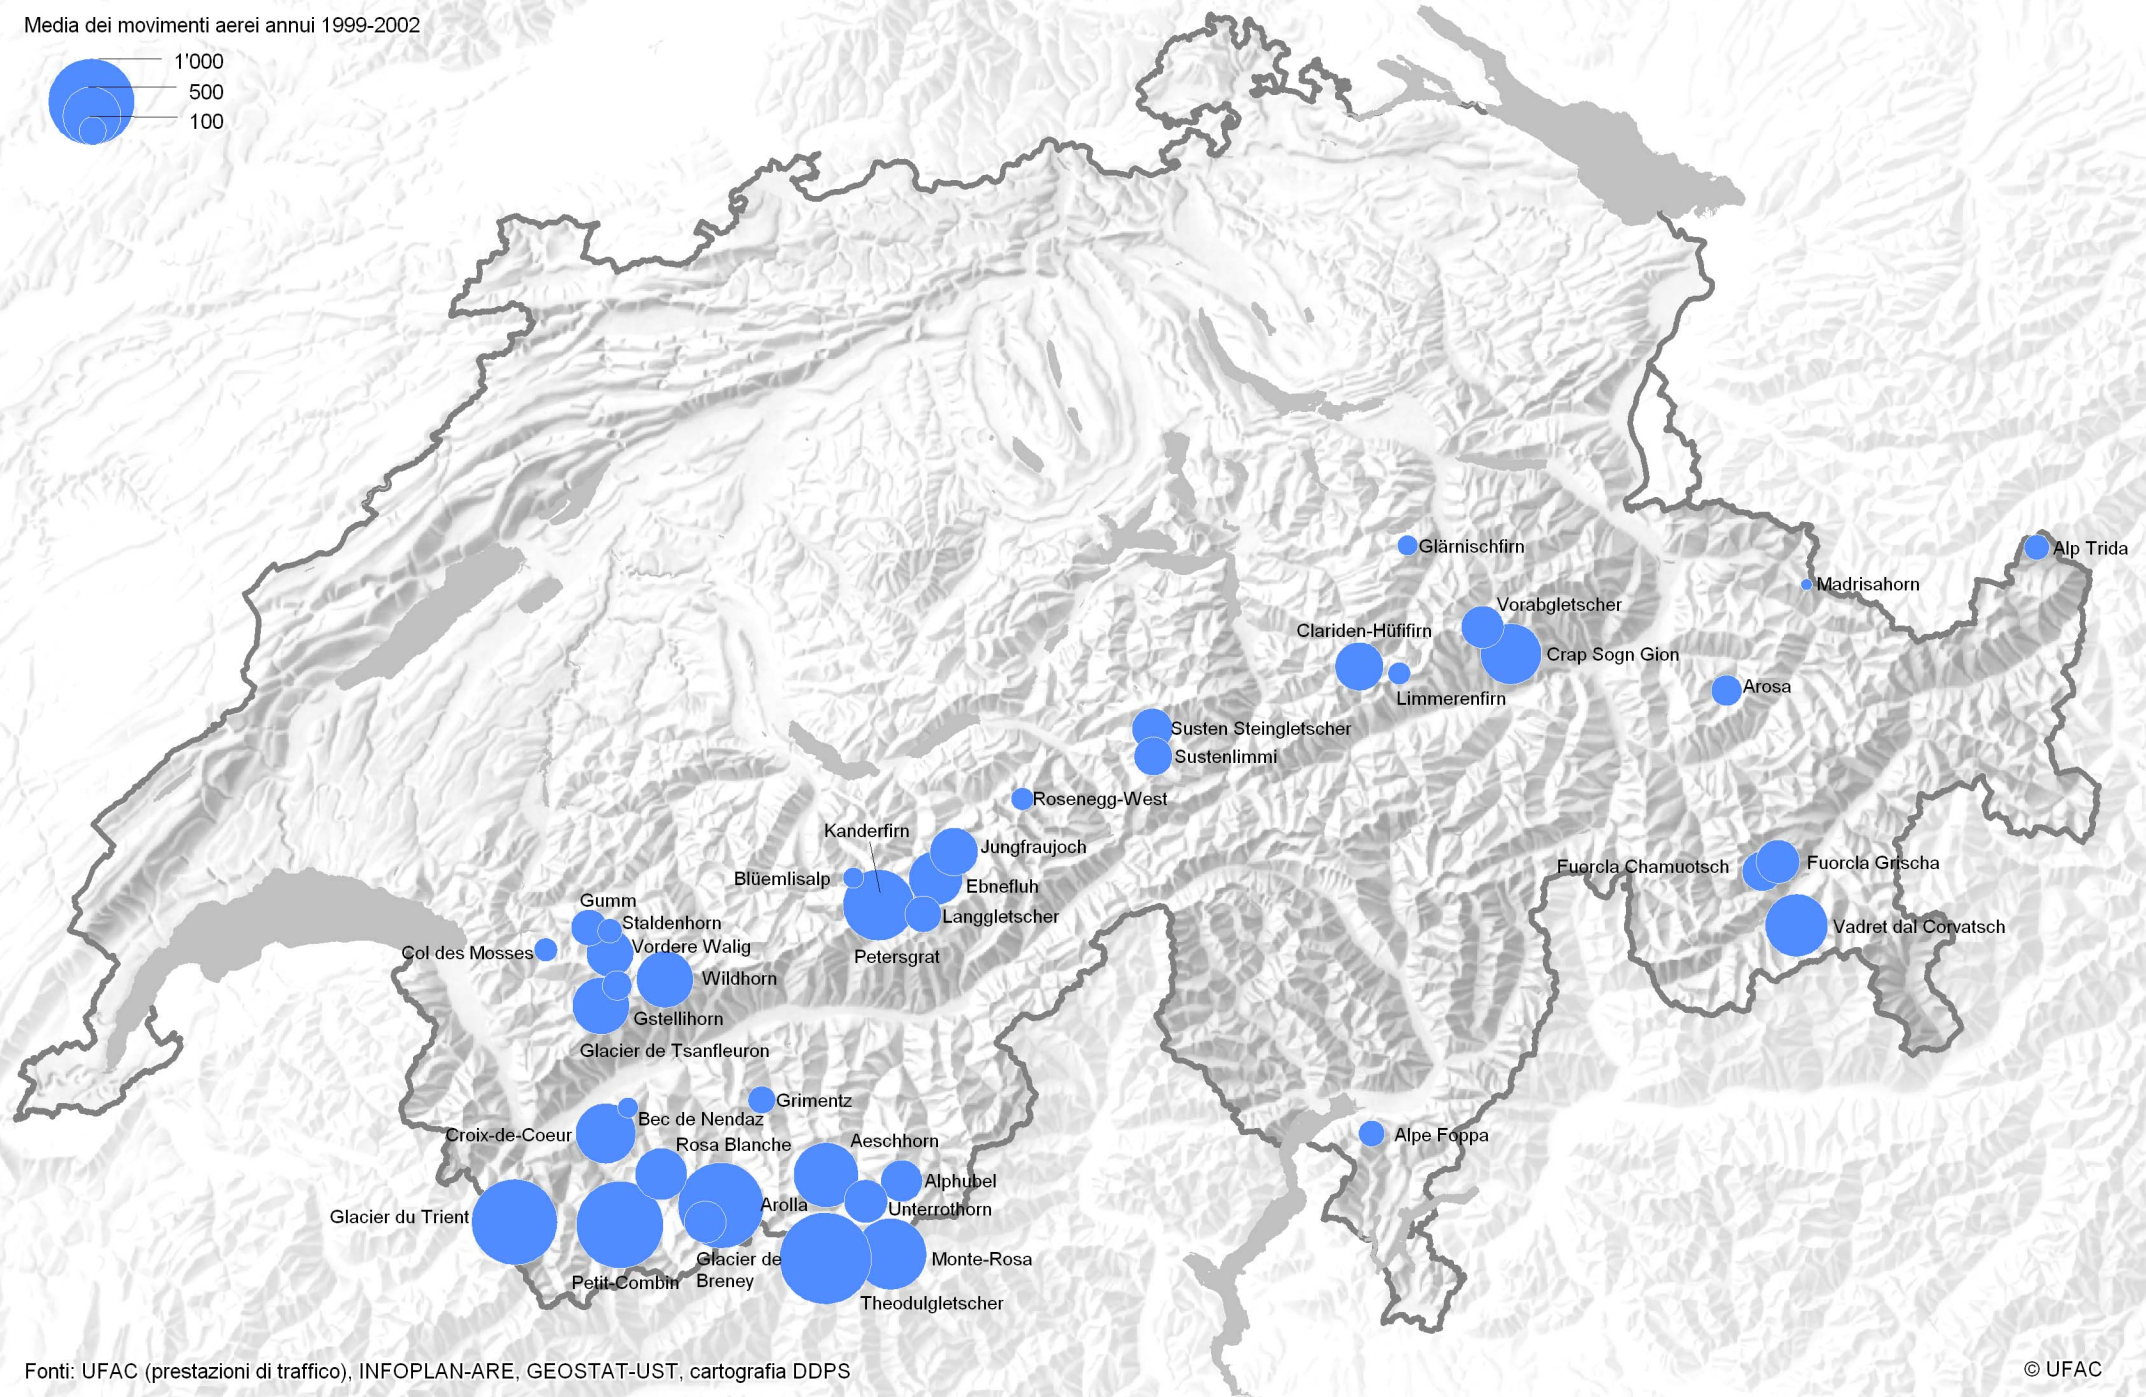 Media dei movimenti aerei annui 1999-2002
1'000
500
100
Glärnischfirn
Alp Trida
Madrisahorn
Vorabgletscher
Clariden-Hüfifirn
Crap Sogn Gion
Arosa
Limmerenfirn
Susten Steingletscher
Sustenlimmi
Rosenegg-West
Kanderfirn
Jungfraujoch
Blüemlisalp
Ebnefluh
Langgletscher
Petersgrat
Fuorcla Chamuotsch
Fuorcla Grischa
Vadret dal Corvatsch
Gumm
Staldenhorn
Vordere Walig
Col des Mosses
Wildhorn
Gstellihorn
Glacier de Tsanfleuron
Grimentz
Bec de Nendaz
Croix-de-Coeur
Rosa Blanche
Aeschhorn
Alpe Foppa
Alphubel
Arolla
Unterrothorn
Glacier du Trient
Glacier de
Breney
Monte-Rosa
Petit-Combin
Theodulgletscher
Fonti: UFAC (prestazioni di traffico), INFOPLAN-ARE, GEOSTAT-UST, cartografia DDPS
© UFAC